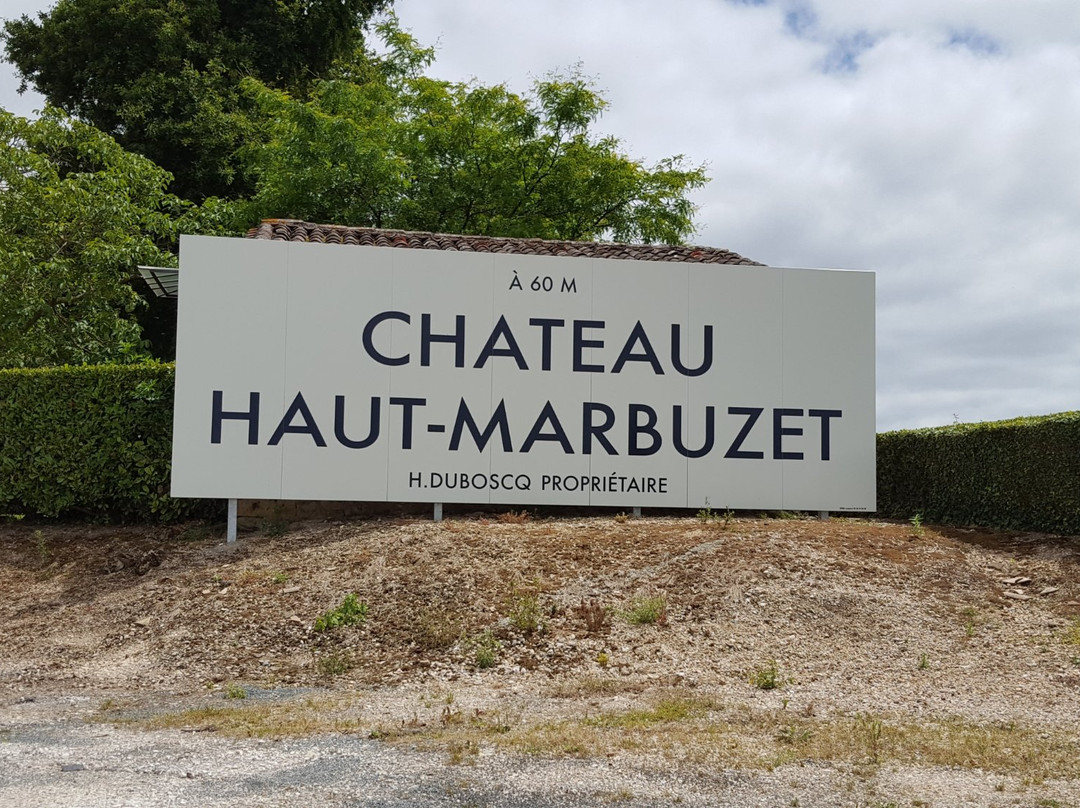 À 60 M
CHATEAU
HAUT-MARBUZET
H.DUBOSCQ PROPRIÉTAIRE